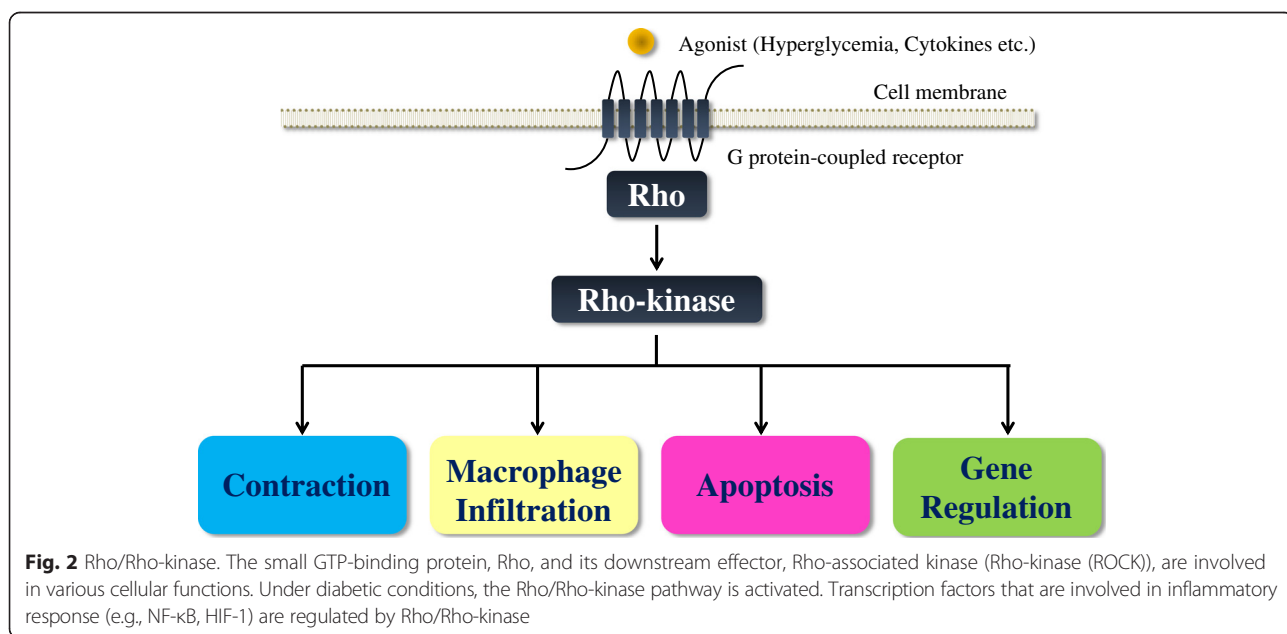 Agonist (Hyperglycemia, Cytokines etc.)
Cell membrane
G protein-coupled receptor
Rho
Rho-kinase
Contraction
Macrophage
Infiltration
Apoptosis
Gene
Regulation
Fig. 2 Rho/Rho-kinase. The small GTP-binding protein, Rho, and its downstream effector, Rho-associated kinase (Rho-kinase (ROCK)), are involved
in various cellular functions. Under diabetic conditions, the Rho/Rho-kinase pathway is activated. Transcription factors that are involved in inflammatory
response (e.g., NF-κB, HIF-1) are regulated by Rho/Rho-kinase